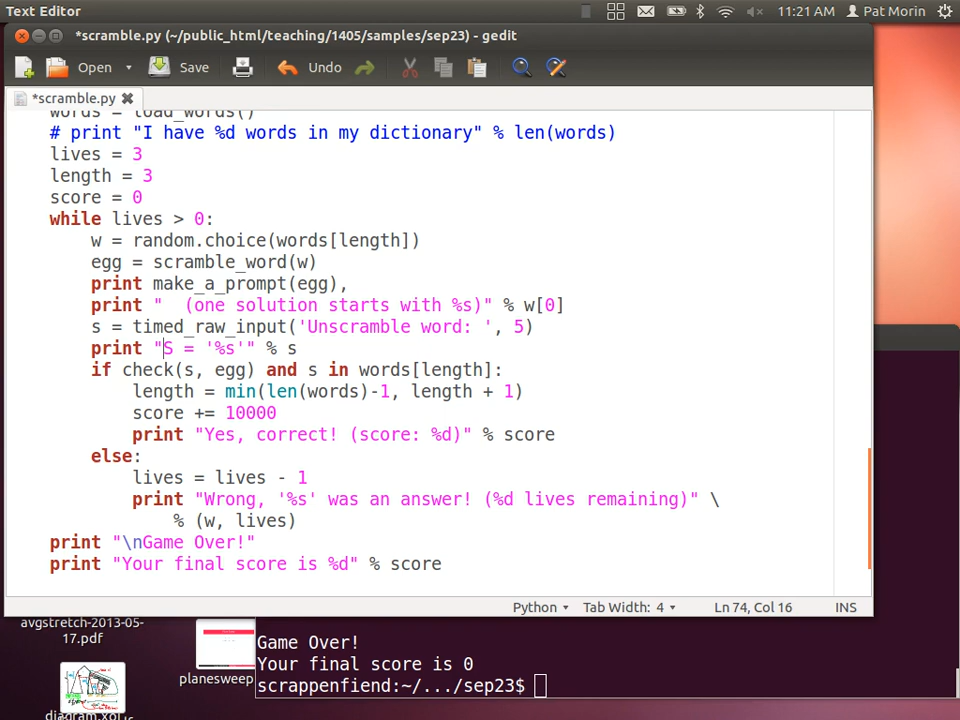 Text Editor
11:21 AM
Pat Morin
*scramble.py (~/public_html/teaching/1405/samples/sep23) - gedit
Open
Save
Undo
*scramble.py
words = load_words()
# print "I have %d words in my dictionary" % len(words)
lives = 3
length = 3
score = 0
while lives > 0:
w = random.choice(words[length])
egg = scramble_word(w)
print make_a_prompt(egg),
print "  (one solution starts with %s)" % w[0]
s = timed_raw_input('Unscramble word: ', 5)
print "S = '%s'" % s
if check(s, egg) and s in words[length]:
length = min(len(words)-1, length + 1)
score += 10000
print "Yes, correct! (score: %d)" % score
else:
lives = lives - 1
print "Wrong, '%s' was an answer! (%d lives remaining)" \
% (w, lives)
print "\nGame Over!"
print "Your final score is %d" % score
Python
Tab Width: 4
Ln 74, Col 16
INS
avgstretch-2013-05-
17.pdf
planesweep
diagram.xoj
Game Over!
Your final score is 0
scrappenfiend:~/.../sep23$